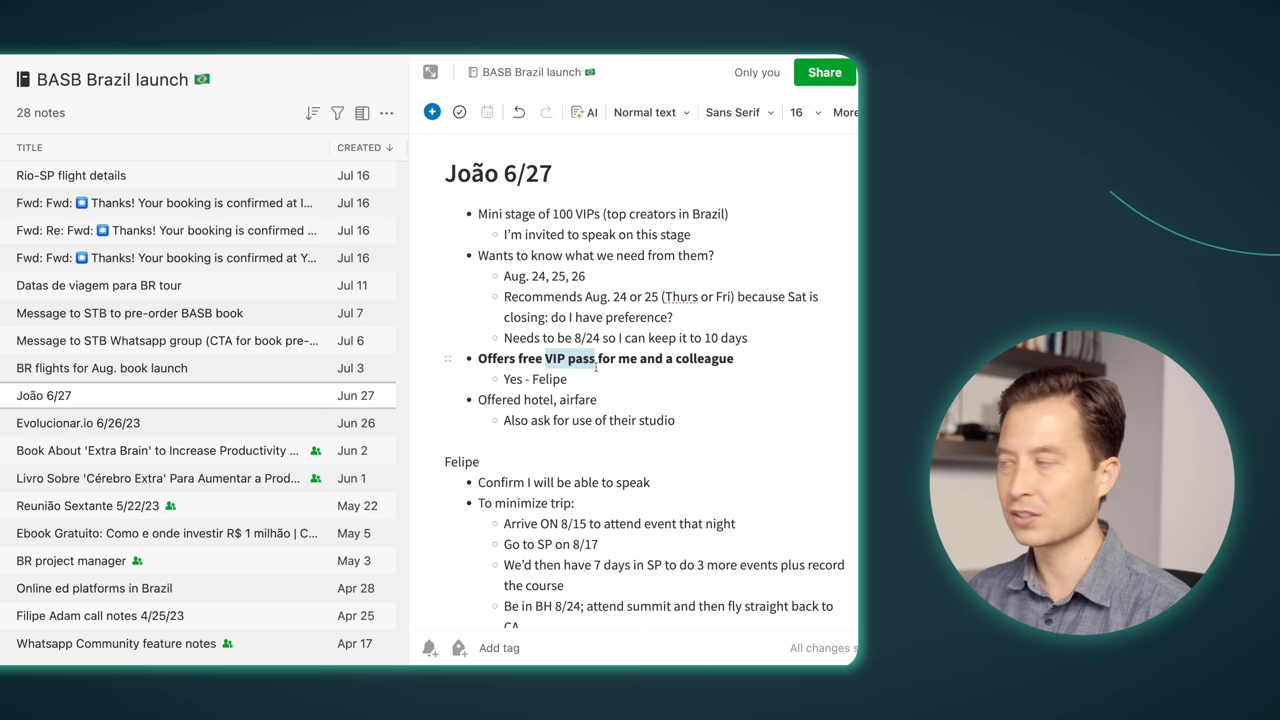 BASB Brazil launch 🇧🇷
28 notes
TITLE
CREATED ↓
Rio-SP flight details
Jul 16
Fwd: Fwd: Thanks! Your booking is confirmed at I...
Jul 16
Fwd: Re: Fwd: Thanks! Your booking is confirmed ...
Jul 16
Fwd: Fwd: Thanks! Your booking is confirmed at Y...
Jul 16
Datas de viagem para BR tour
Jul 11
Message to STB to pre-order BASB book
Jul 7
Message to STB Whatsapp group (CTA for book pre-...
Jul 6
BR flights for Aug. book launch
Jul 3
João 6/27
Jun 27
Evolucionar.io 6/26/23
Jun 26
Book About 'Extra Brain' to Increase Productivity ...
Jun 2
Livro Sobre 'Cérebro Extra' Para Aumentar a Prod...
Jun 1
Reunião Sextante 5/22/23
May 22
Ebook Gratuito: Como e onde investir R$ 1 milhão | C...
May 5
BR project manager
May 3
Online ed platforms in Brazil
Apr 28
Filipe Adam call notes 4/25/23
Apr 25
Whatsapp Community feature notes
Apr 17
BASB Brazil launch 🇧🇷
Only you
Share
AI
Normal text
Sans Serif
16
More
João 6/27
• Mini stage of 100 VIPs (top creators in Brazil)
○ I'm invited to speak on this stage
• Wants to know what we need from them?
○ Aug. 24, 25, 26
○ Recommends Aug. 24 or 25 (Thurs or Fri) because Sat is
closing: do I have preference?
○ Needs to be 8/24 so I can keep it to 10 days
• Offers free VIP pass for me and a colleague
○ Yes - Felipe
• Offered hotel, airfare
○ Also ask for use of their studio
Felipe
• Confirm I will be able to speak
• To minimize trip:
○ Arrive ON 8/15 to attend event that night
○ Go to SP on 8/17
○ We'd then have 7 days in SP to do 3 more events plus record
the course
○ Be in BH 8/24; attend summit and then fly straight back to
CA
Add tag
All changes s